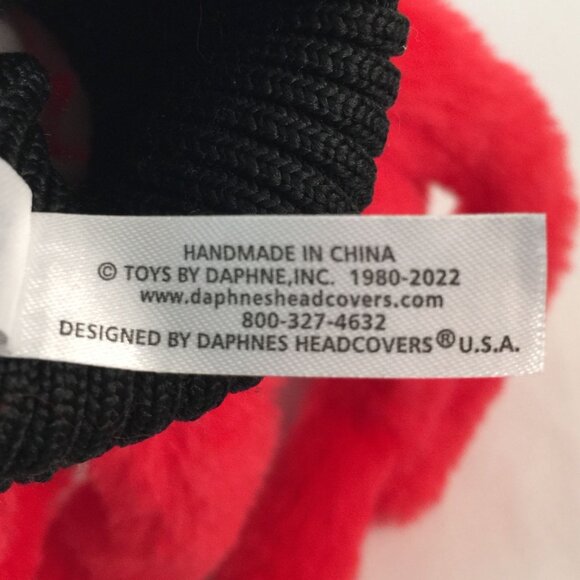 HANDMADE IN CHINA
© TOYS BY DAPHNE,INC. 1980-2022
www.daphnesheadcovers.com
800-327-4632
DESIGNED BY DAPHNES HEADCOVERS® U.S.A.